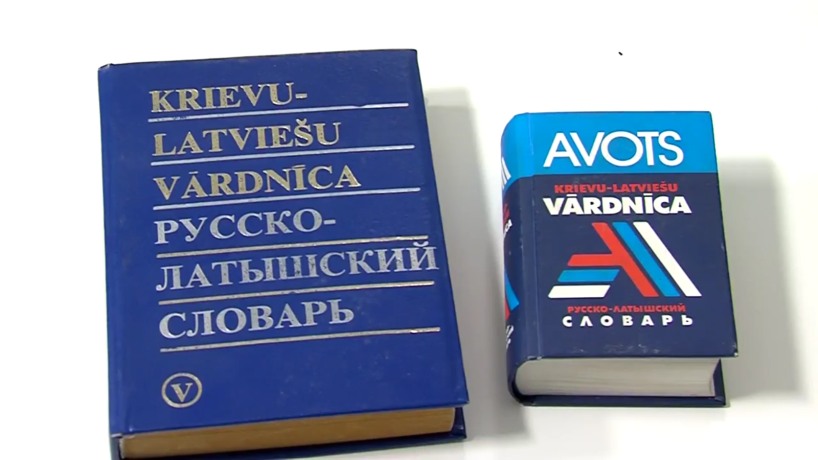 KRIEVU-
LATVIEŠU
VĀRDNĪCA
РУССКО-
ЛАТЫШСКИЙ
СЛОВАРЬ
V
AVOTS
KRIEVU-LATVIEŠU
VĀRDNĪCA
РУССКО-ЛАТЫШСКИЙ
СЛОВАРЬ